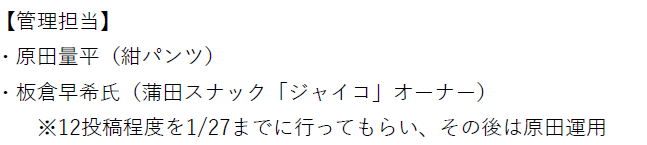 【管理担当】
・原田量平（紺パンツ）
・板倉早希氏（蒲田スナック「ジャイコ」オーナー）
※12投稿程度を1/27までに行ってもらい、その後は原田運用